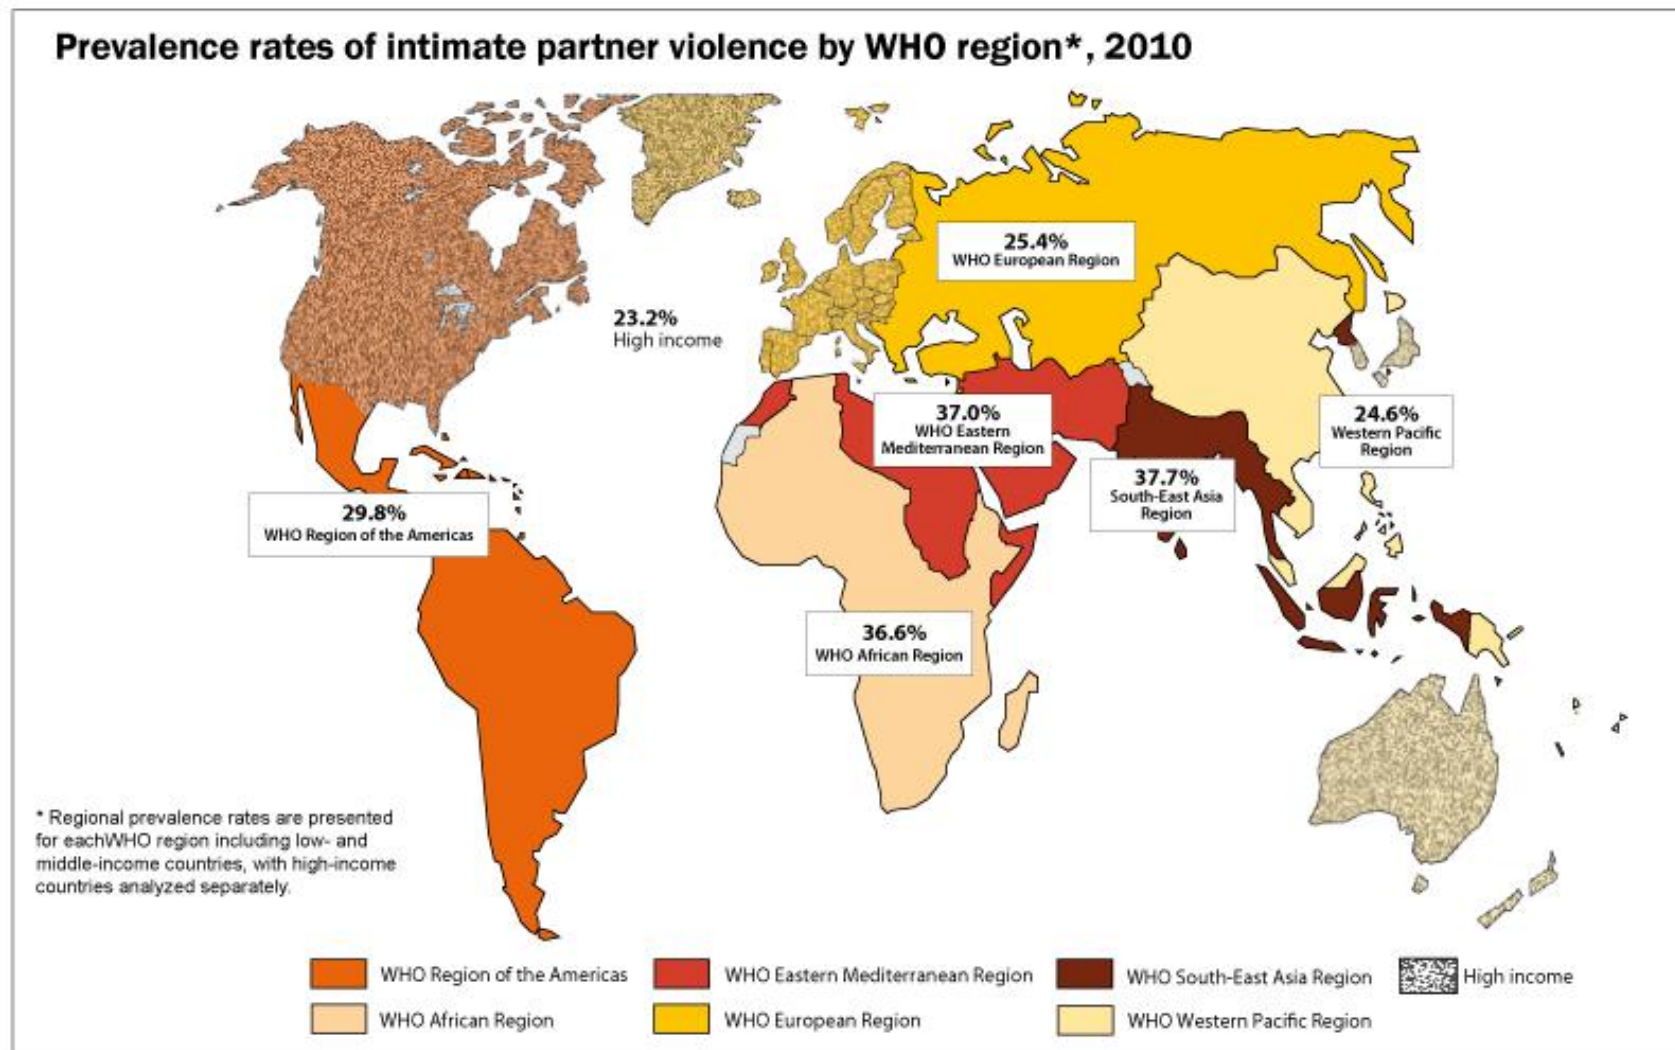 Prevalence rates of intimate partner violence by WHO region*, 2010
25.4%
WHO European Region
23.2%
High income
37.0%
WHO Eastern
Mediterranean Region
24.6%
Western Pacific
Region
37.7%
South-East Asia
Region
29.8%
WHO Region of the Americas
36.6%
WHO African Region
* Regional prevalence rates are presented
for eachWHO region including low- and
middle-income countries, with high-income
countries analyzed separately.
WHO Region of the Americas
WHO Eastern Mediterranean Region
WHO South-East Asia Region
High income
WHO African Region
WHO European Region
WHO Western Pacific Region